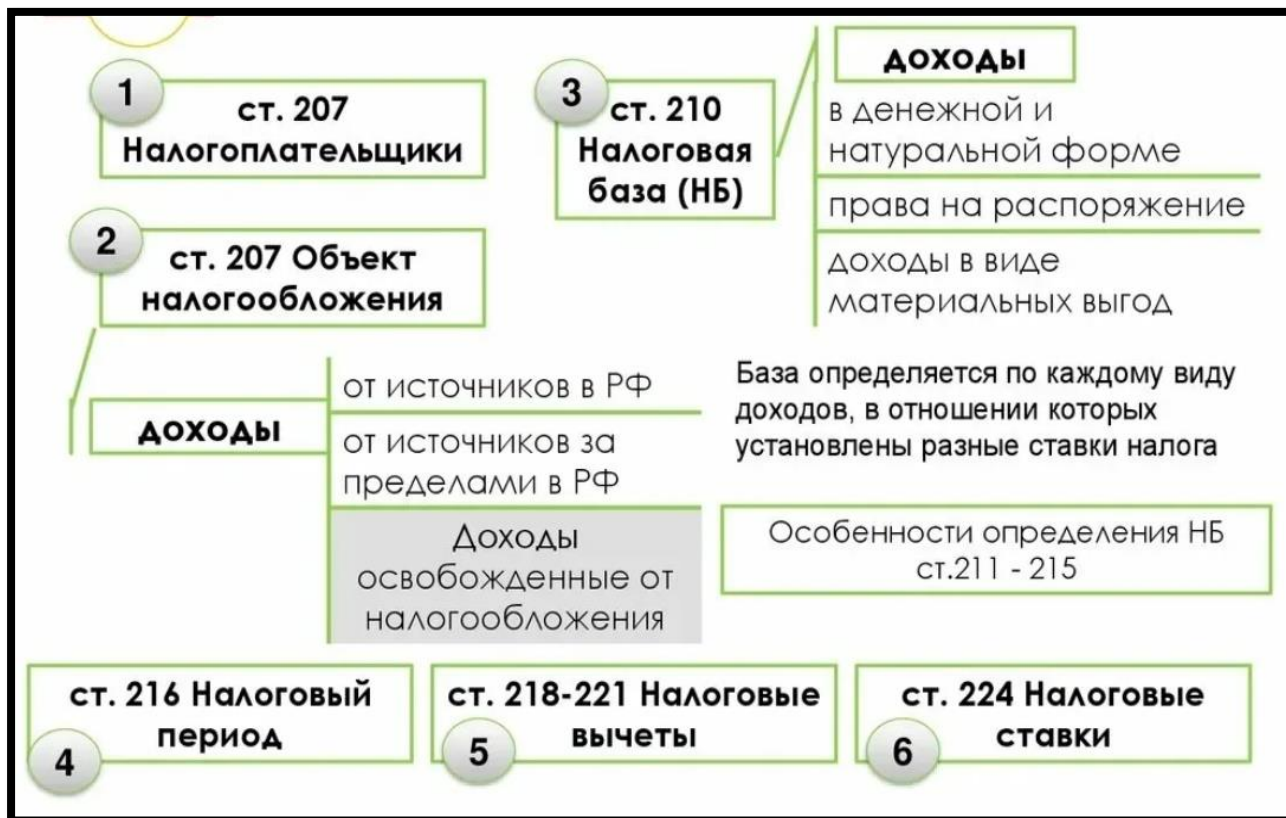 1
ст. 207
Налогоплательщики
2
ст. 207 Объект
налогообложения
доходы
от источников в РФ
от источников за
пределами в РФ
Доходы
освобожденные от
налогообложения
3
ст. 210
Налоговая
база (НБ)
доходы
в денежной и
натуральной форме
права на распоряжение
доходы в виде
материальных выгод
База определяется по каждому виду
доходов, в отношении которых
установлены разные ставки налога
Особенности определения НБ
ст.211 - 215
ст. 216 Налоговый
период
4
ст. 218-221 Налоговые
вычеты
5
ст. 224 Налоговые
ставки
6